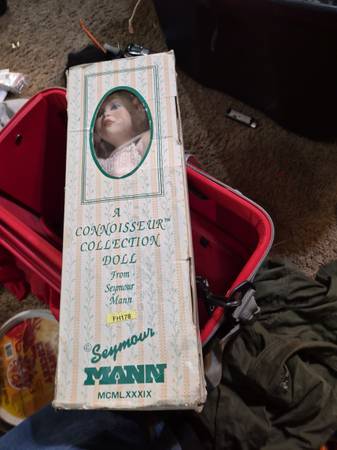 A
CONNOISSEUR™
COLLECTION
DOLL
From
Seymour
Mann
FH178
© Seymour
MANN
MCMLXXXIX